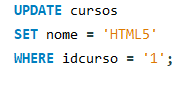 UPDATE cursos
SET nome = 'HTML5'
WHERE idcurso = '1';